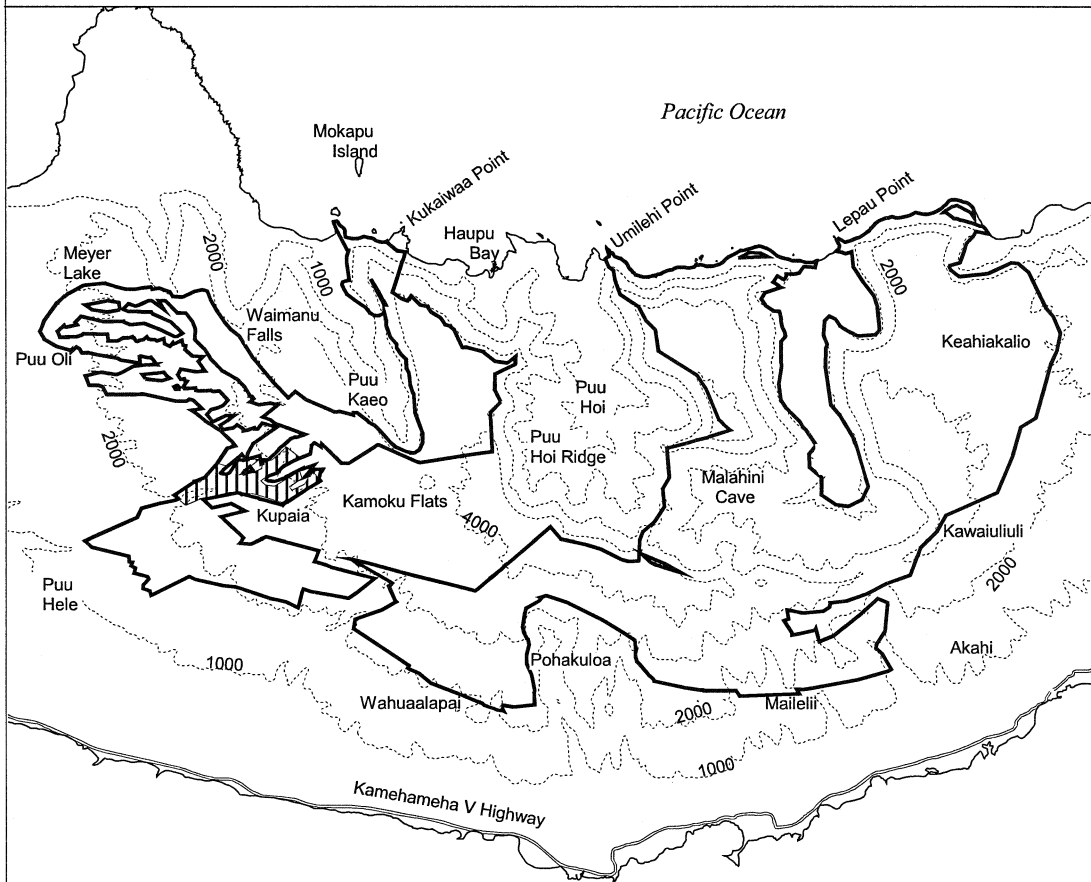 Pacific Ocean
Mokapu
Island
Kukaiwaa Point
Haupu
Bay
Umilehi Point
Lepau Point
Meyer
Lake
2000
1000
2000
Waimanu
Falls
Keahiakalio
Puu Oli
Puu
Kaeo
Puu
Hoi
2000
Puu
Hoi Ridge
Malahini
Cave
Kamoku Flats
Kupaia
4000
Kawaiuliuli
2000
Puu
Hele
Akahi
1000
Pohakuloa
Wahuaalapai
Mailelii
2000
1000
Kamehameha V Highway